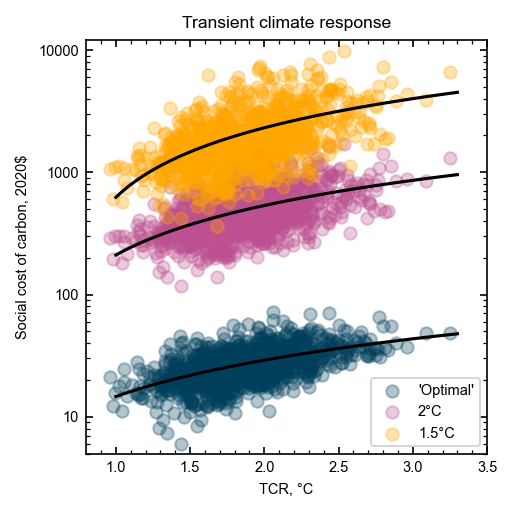 Transient climate response
Social cost of carbon, 2020$
10000
1000
100
10
1.0 1.5 2.0 2.5 3.0 3.5
TCR, °C
'Optimal'
2°C
1.5°C